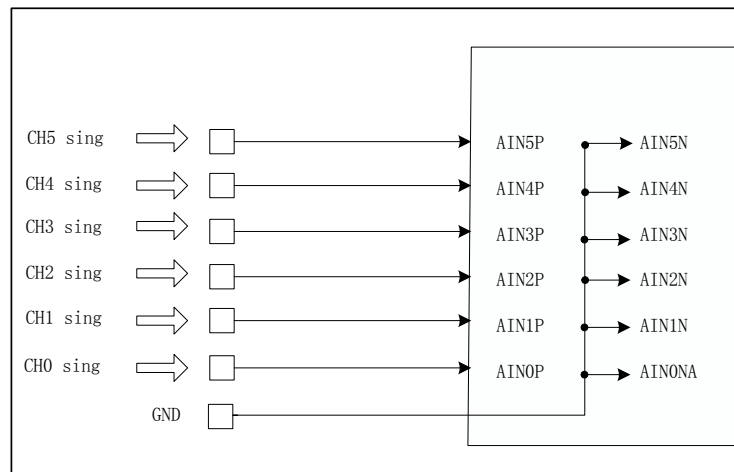 CH5 sing AIN5P AIN5N
CH4 sing AIN4P AIN4N
CH3 sing AIN3P AIN3N
CH2 sing AIN2P AIN2N
CH1 sing AIN1P AIN1N
CH0 sing AIN0P AIN0NA
GND